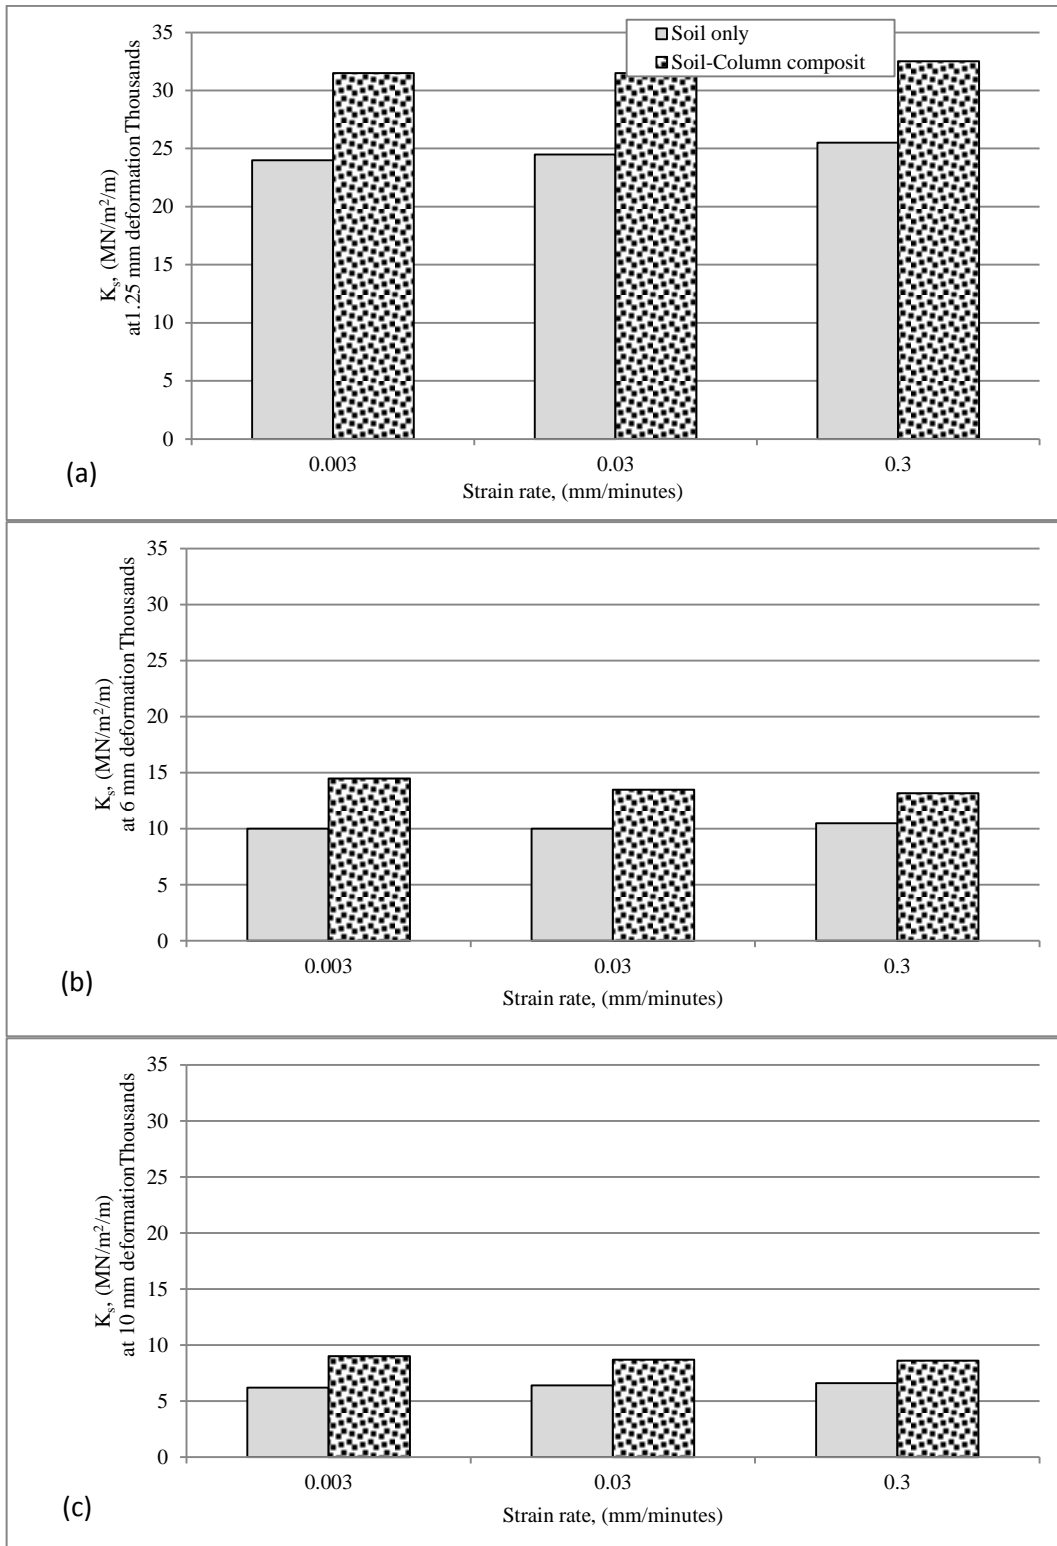 35
30
25
20
15
10
5
0
Kₛ, (MN/m²/m)
at1.25 mm deformation Thousands
Soil only
Soil-Column composit
0.003 0.03 0.3
Strain rate, (mm/minutes)
(a)
35
30
25
20
15
10
5
0
Kₛ, (MN/m²/m)
at 6 mm deformation Thousands
0.003 0.03 0.3
Strain rate, (mm/minutes)
(b)
35
30
25
20
15
10
5
0
Kₛ, (MN/m²/m)
at 10 mm deformationThousands
0.003 0.03 0.3
Strain rate, (mm/minutes)
(c)